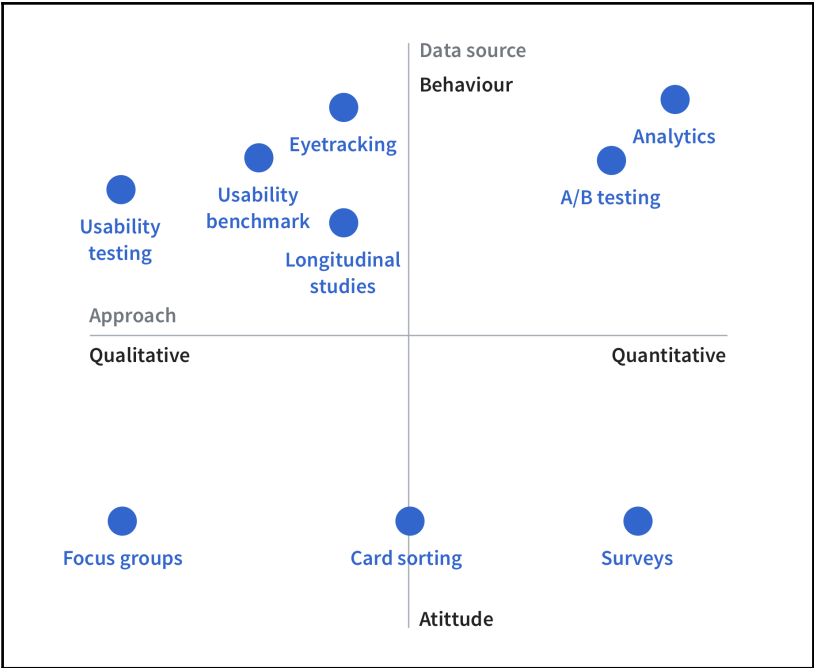 Data source
Behaviour
Analytics
Eyetracking
A/B testing
Usability
benchmark
Usability
testing
Longitudinal
studies
Approach
Qualitative
Quantitative
Focus groups
Card sorting
Surveys
Atittude